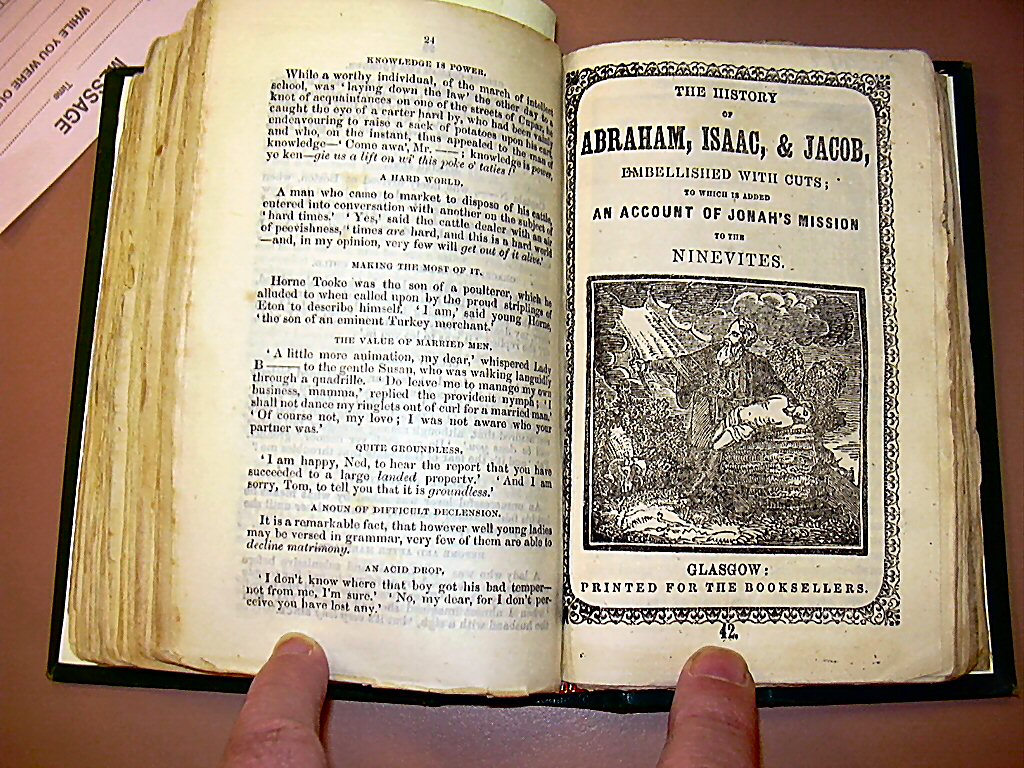 MESSAGE
WHILE YOU WERE OU
Time
24
KNOWLEDGE IS POWER.
While a worthy individual, of the march of intellect
school, was 'laying down the law' the other day to a
knot of acquaintances on one of the streets of Cupar, he
caught the eye of a carter hard by, who had been vainly
endeavouring to raise a sack of potatoes upon his cart,
and who, on the instant, thus appealed to the man of
knowledge—'Come awa', Mr. ——; knowledge is power,
ye ken—gie us a lift on wi' this poke o' taties!'
A HARD WORLD.
A man who came to market to dispose of his cattle,
entered into conversation with another on the subject of
'hard times.' 'Yes,' said the cattle dealer with an air
of peevishness, 'times are hard, and this is a hard world
—and, in my opinion, very few will get out of it alive.'
MAKING THE MOST OF IT.
Horne Tooke was the son of a poulterer, which he
alluded to when called upon by the proud striplings of
Eton to describe himself. 'I am,' said young Horne,
'the son of an eminent Turkey merchant.'
THE VALUE OF MARRIED MEN.
'A little more animation, my dear,' whispered Lady
B—— to the gentle Susan, who was walking languidly
through a quadrille. 'Do leave me to manage my own
business, mamma,' replied the provident nymph; 'I
shall not dance my ringlets out of curl for a married man.'
'Of course not, my love; I was not aware who your
partner was.'
QUITE GROUNDLESS.
'I am happy, Ned, to hear the report that you have
succeeded to a large landed property.' 'And I am
sorry, Tom, to tell you that it is groundless.'
A NOUN OF DIFFICULT DECLENSION.
It is a remarkable fact, that however well young ladies
may be versed in grammar, very few of them are able to
decline matrimony.
AN ACID DROP.
'I don't know where that boy got his bad temper—
not from me, I'm sure.' 'No, my dear, for I don't per-
ceive you have lost any.'
THE HISTORY
OF
ABRAHAM, ISAAC, & JACOB,
EMBELLISHED WITH CUTS;
TO WHICH IS ADDED
AN ACCOUNT OF JONAH'S MISSION
TO THE
NINEVITES.
GLASGOW:
PRINTED FOR THE BOOKSELLERS.
42.